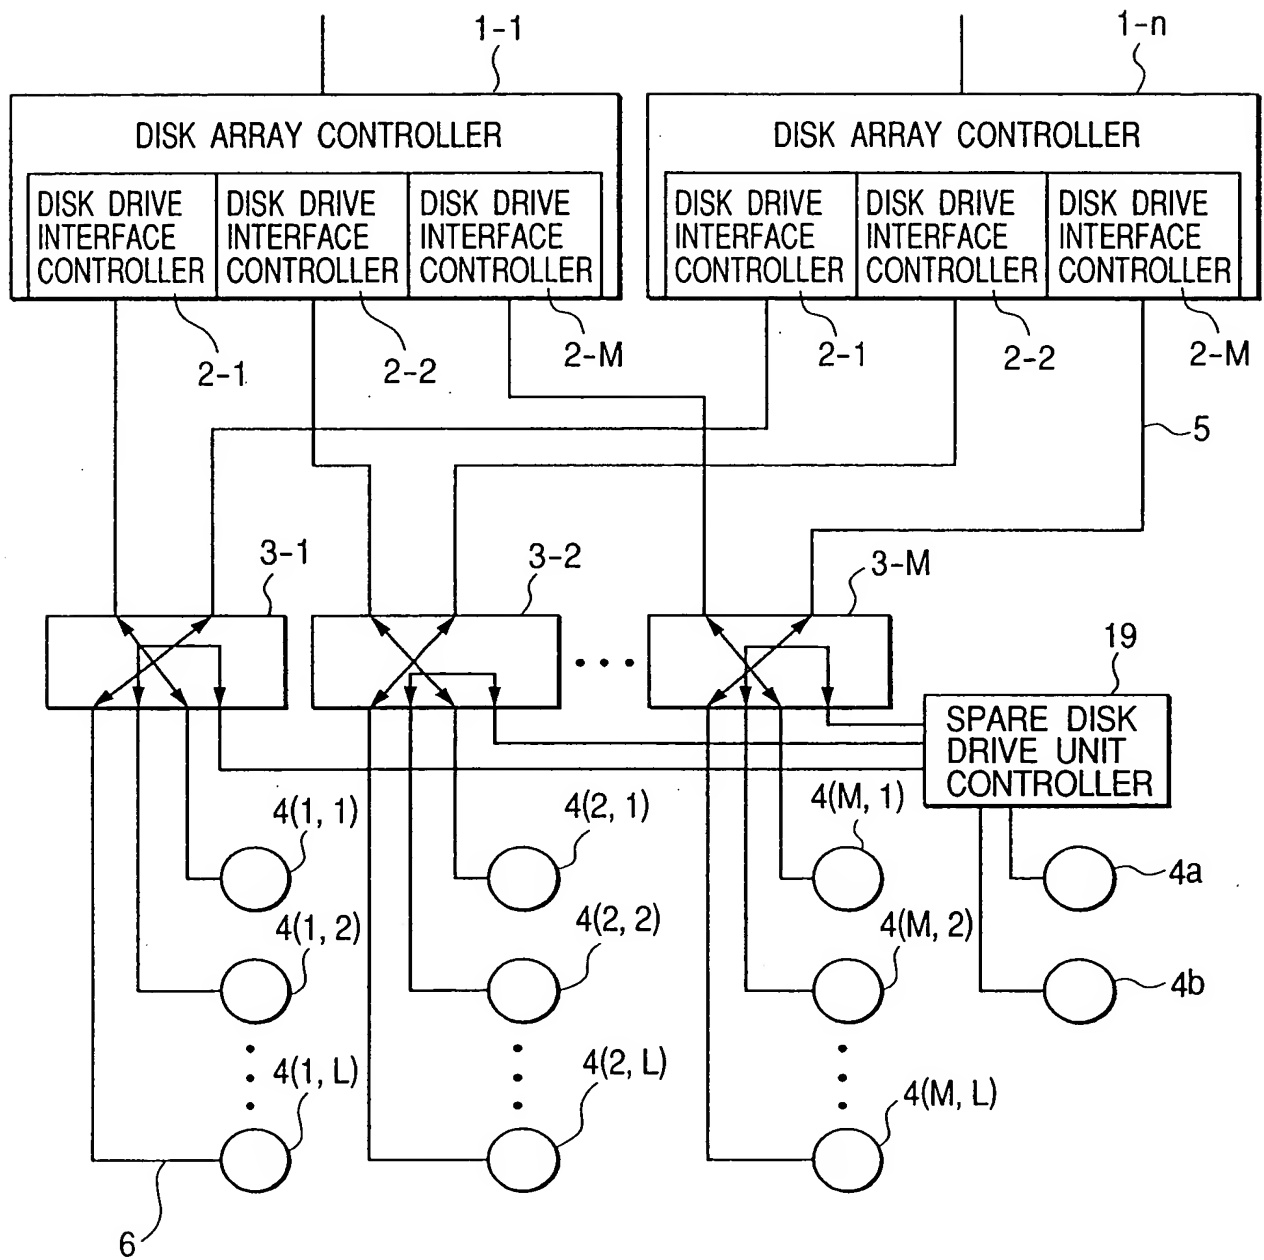 1-1
1-n
DISK ARRAY CONTROLLER
DISK ARRAY CONTROLLER
DISK DRIVE
INTERFACE
CONTROLLER
DISK DRIVE
INTERFACE
CONTROLLER
DISK DRIVE
INTERFACE
CONTROLLER
DISK DRIVE
INTERFACE
CONTROLLER
DISK DRIVE
INTERFACE
CONTROLLER
DISK DRIVE
INTERFACE
CONTROLLER
2-1
2-2
2-M
2-1
2-2
2-M
5
3-1
3-2
3-M
19
SPARE DISK
DRIVE UNIT
CONTROLLER
4(1, 1)
4(2, 1)
4(M, 1)
4a
4(1, 2)
4(2, 2)
4(M, 2)
4b
4(1, L)
4(2, L)
4(M, L)
6